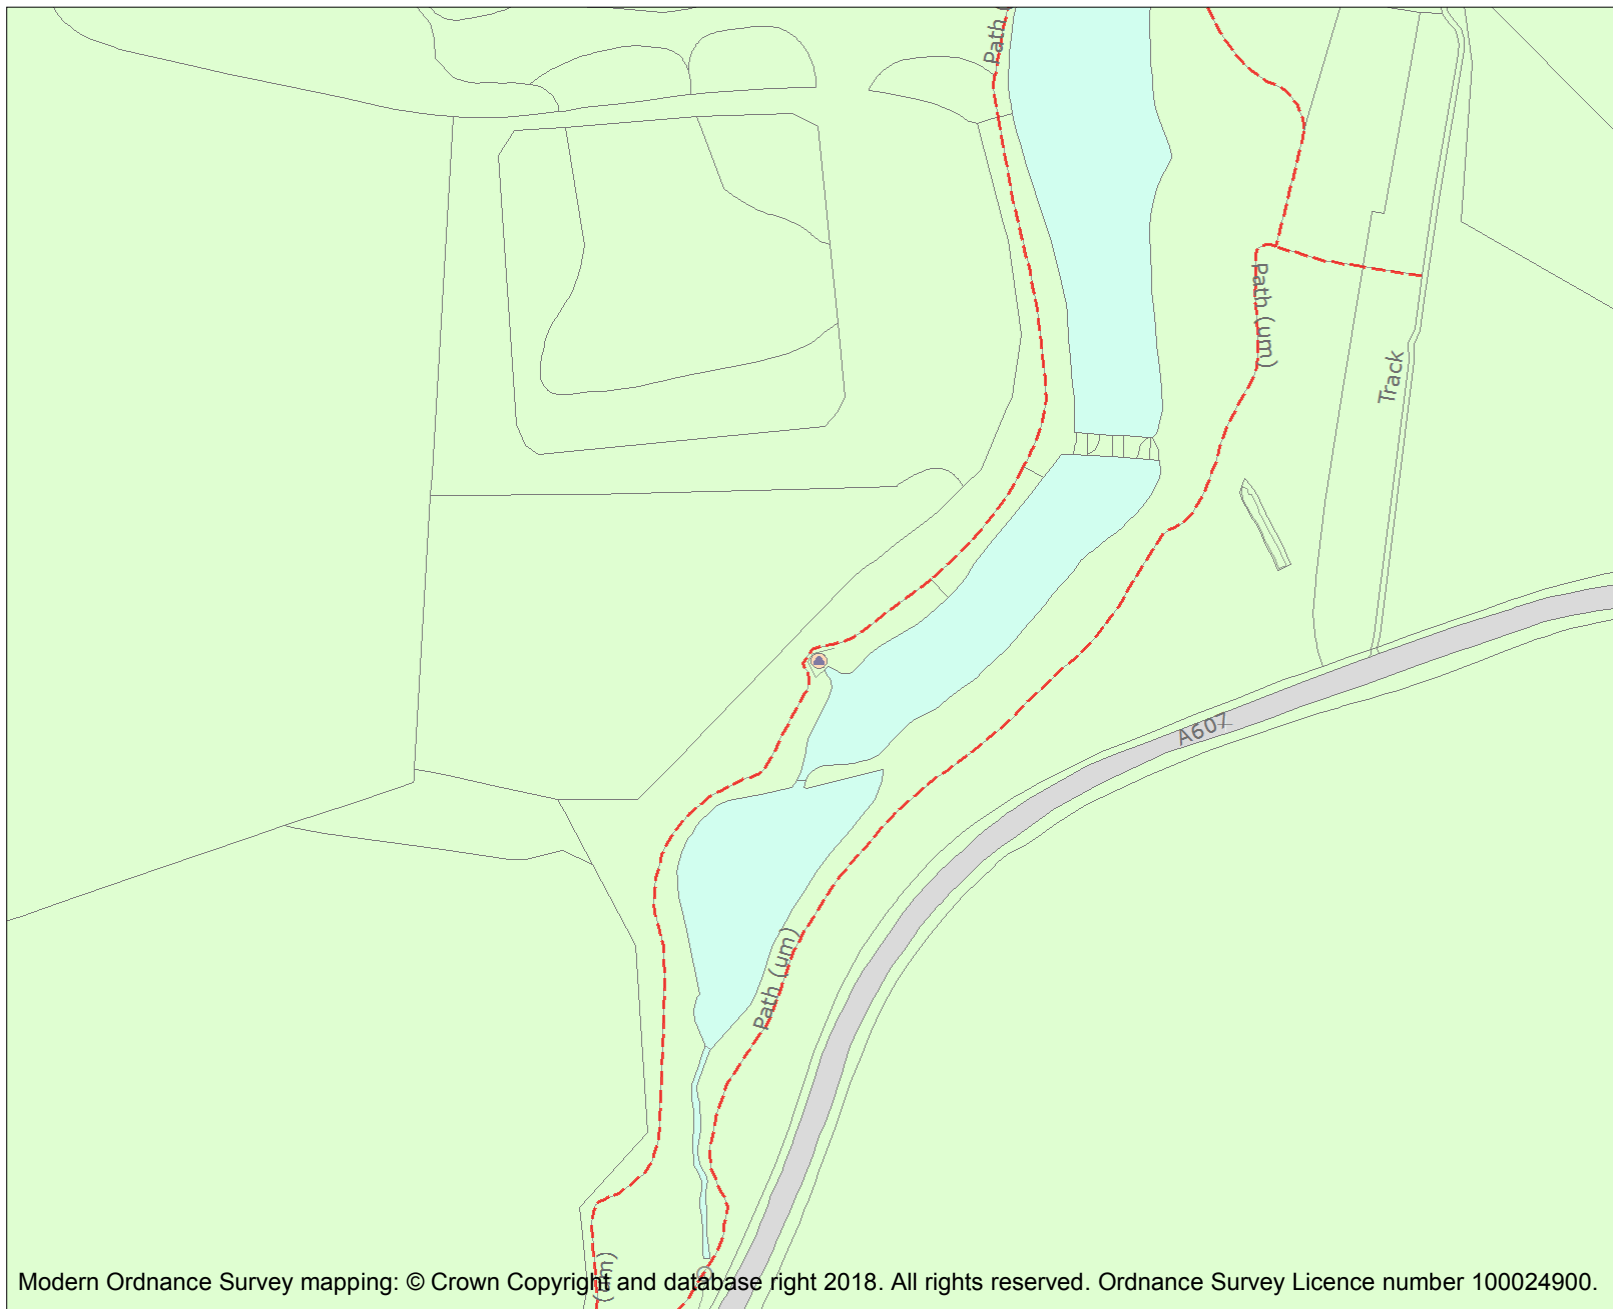 Path (
Path (um)
Track
A607
Path (um)
(um)
Modern Ordnance Survey mapping: © Crown Copyright and database right 2018. All rights reserved. Ordnance Survey Licence number 100024900.